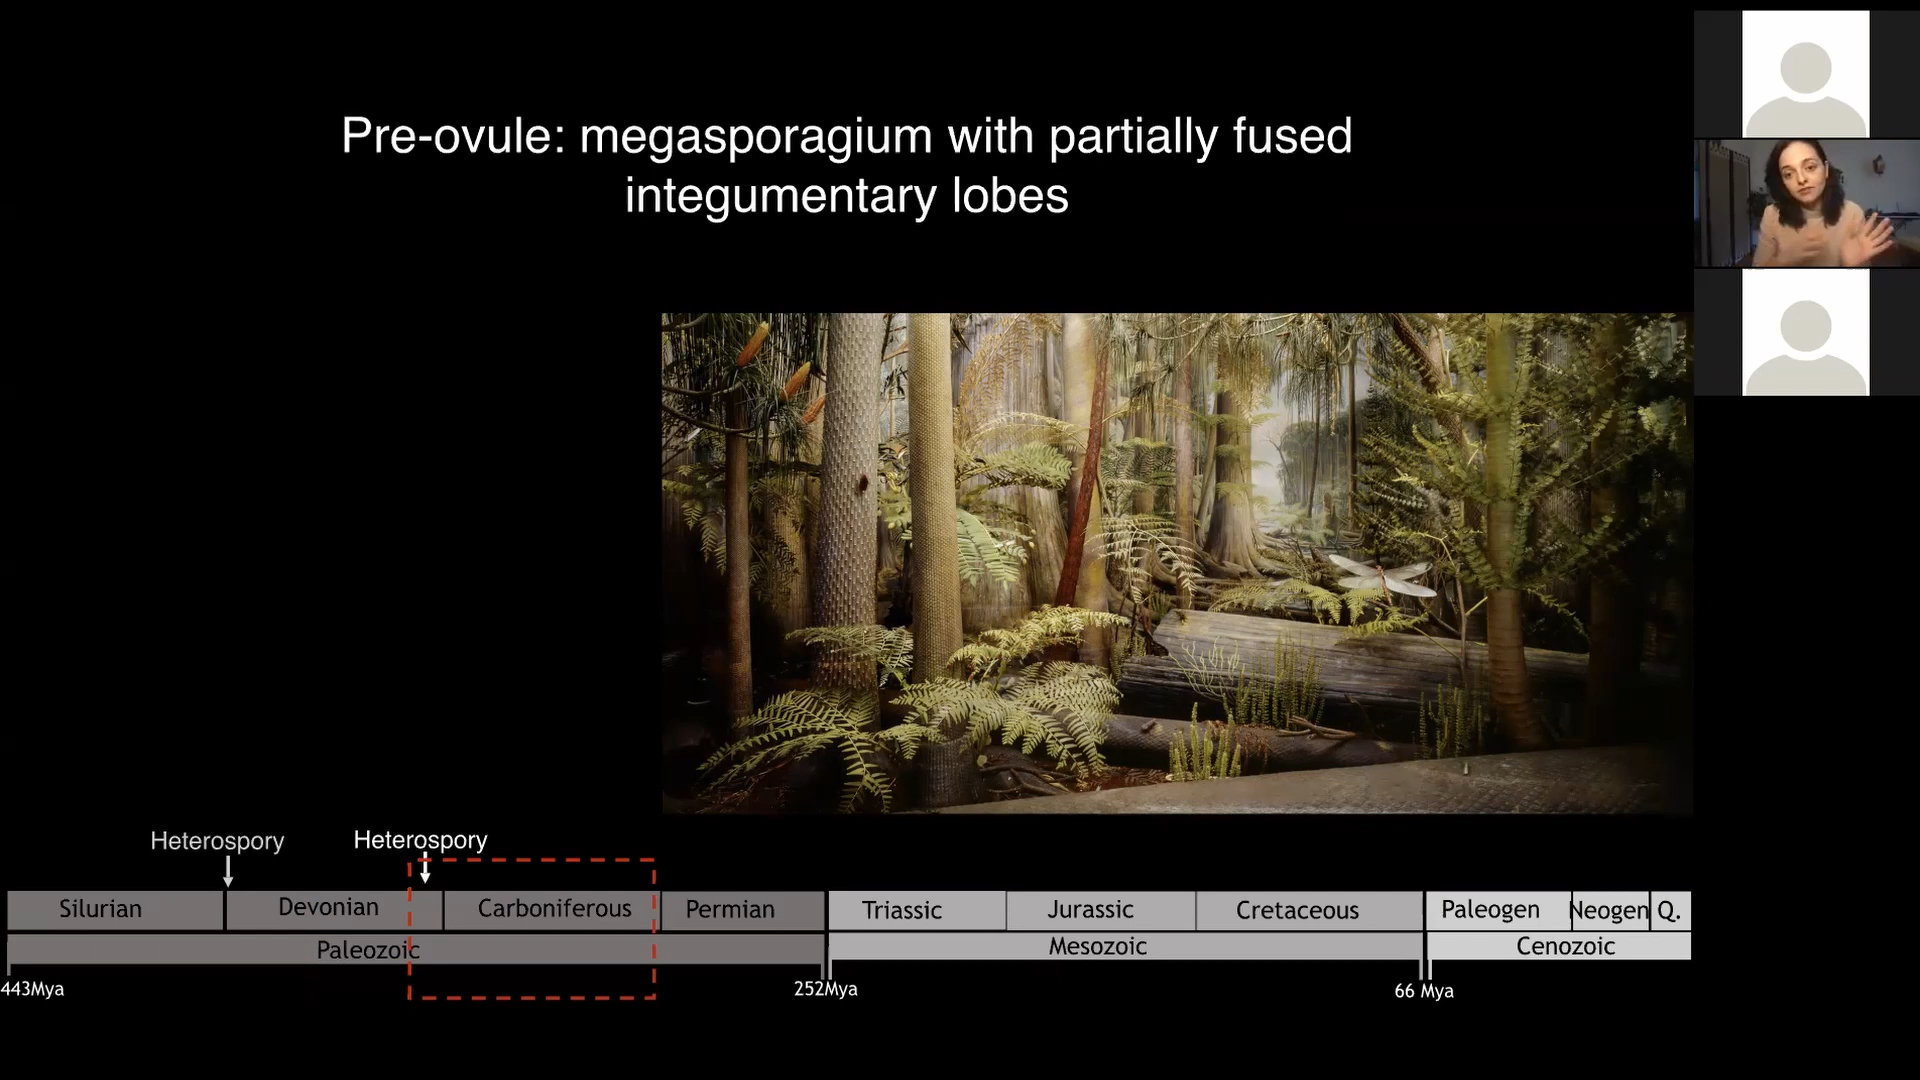 Pre-ovule: megasporagium with partially fused
integumentary lobes
Heterospory
Heterospory
Silurian
Devonian
Carboniferous
Permian
Triassic
Jurassic
Cretaceous
Paleogen
Neogen
Q.
Paleozoic
Mesozoic
Cenozoic
443Mya
252Mya
66 Mya